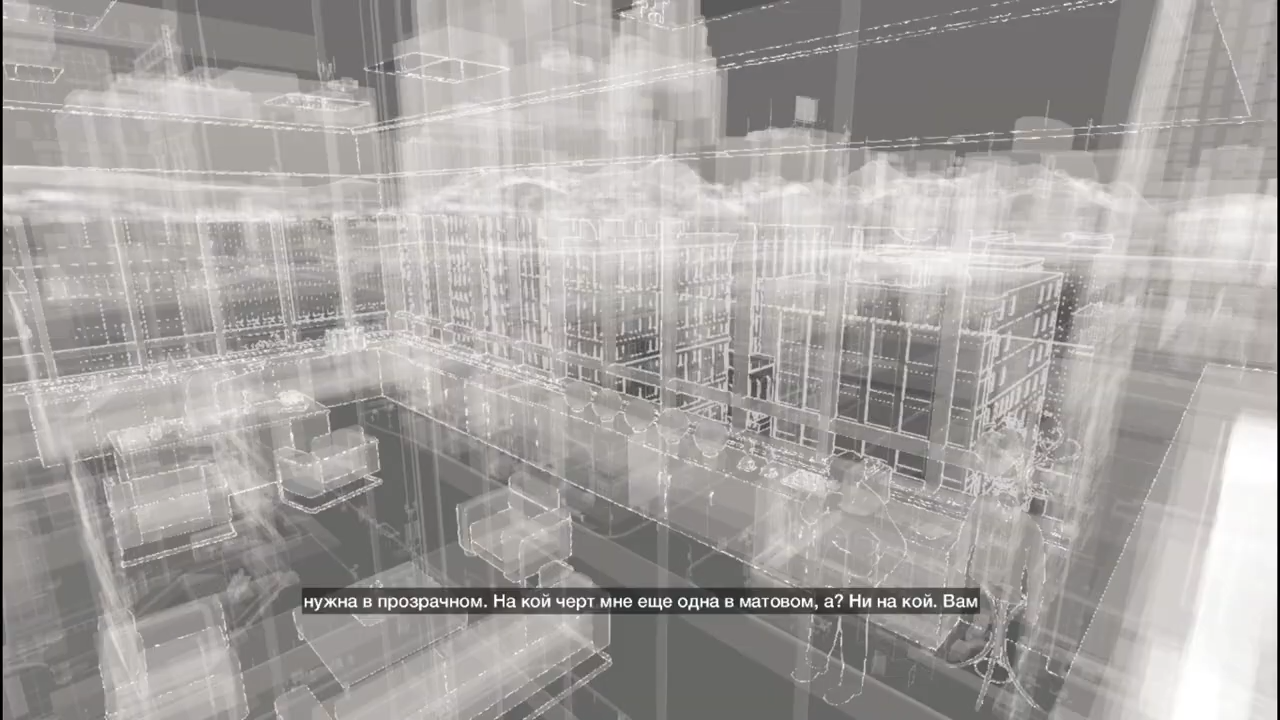 нужна в прозрачном. На кой черт мне еще одна в матовом, а? Ни на кой. Вам